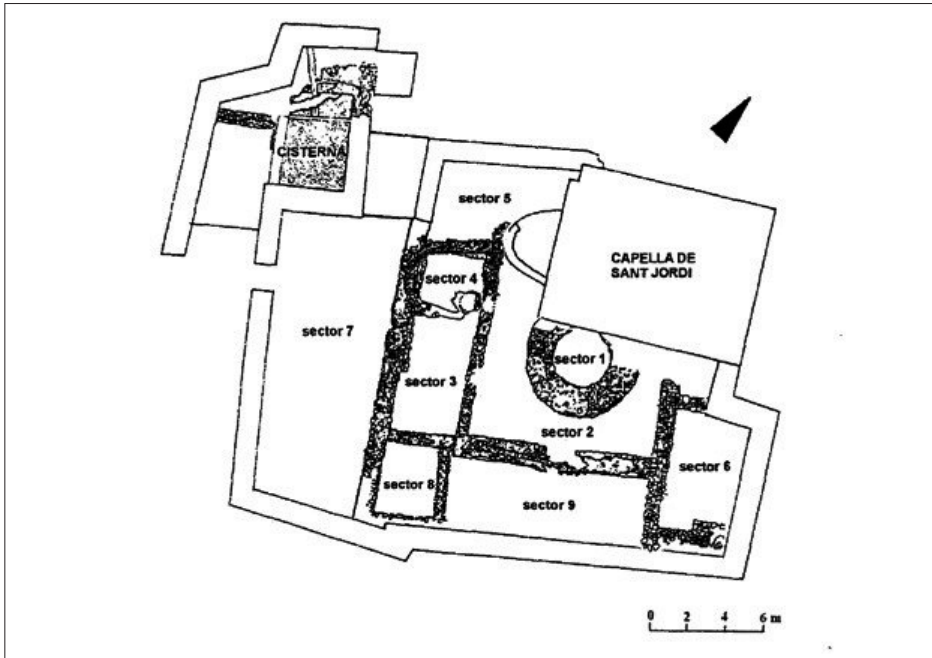 CISTERNA
sector 5
CAPELLA DE
SANT JORDI
sector 4
sector 7
sector 1
sector 3
sector 2
sector 6
sector 8
sector 9
0 2 4 6 m